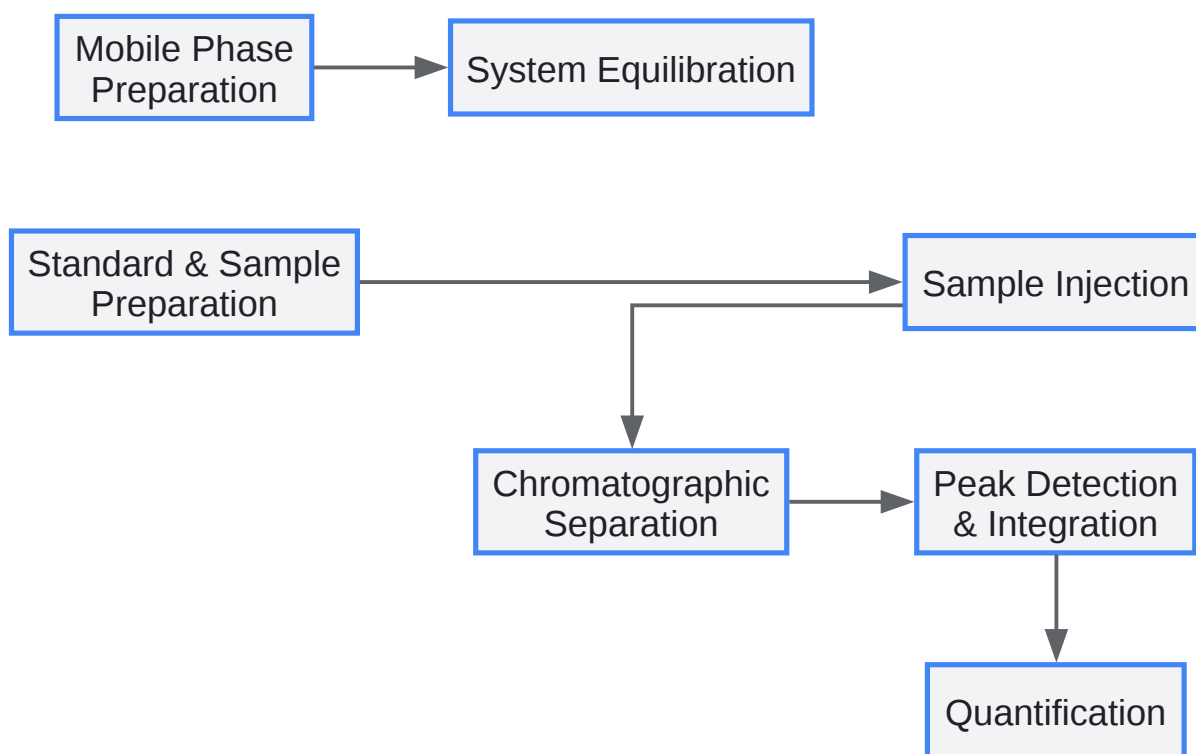 Mobile Phase
Preparation
System Equilibration
Standard & Sample
Preparation
Sample Injection
Chromatographic
Separation
Peak Detection
& Integration
Quantification